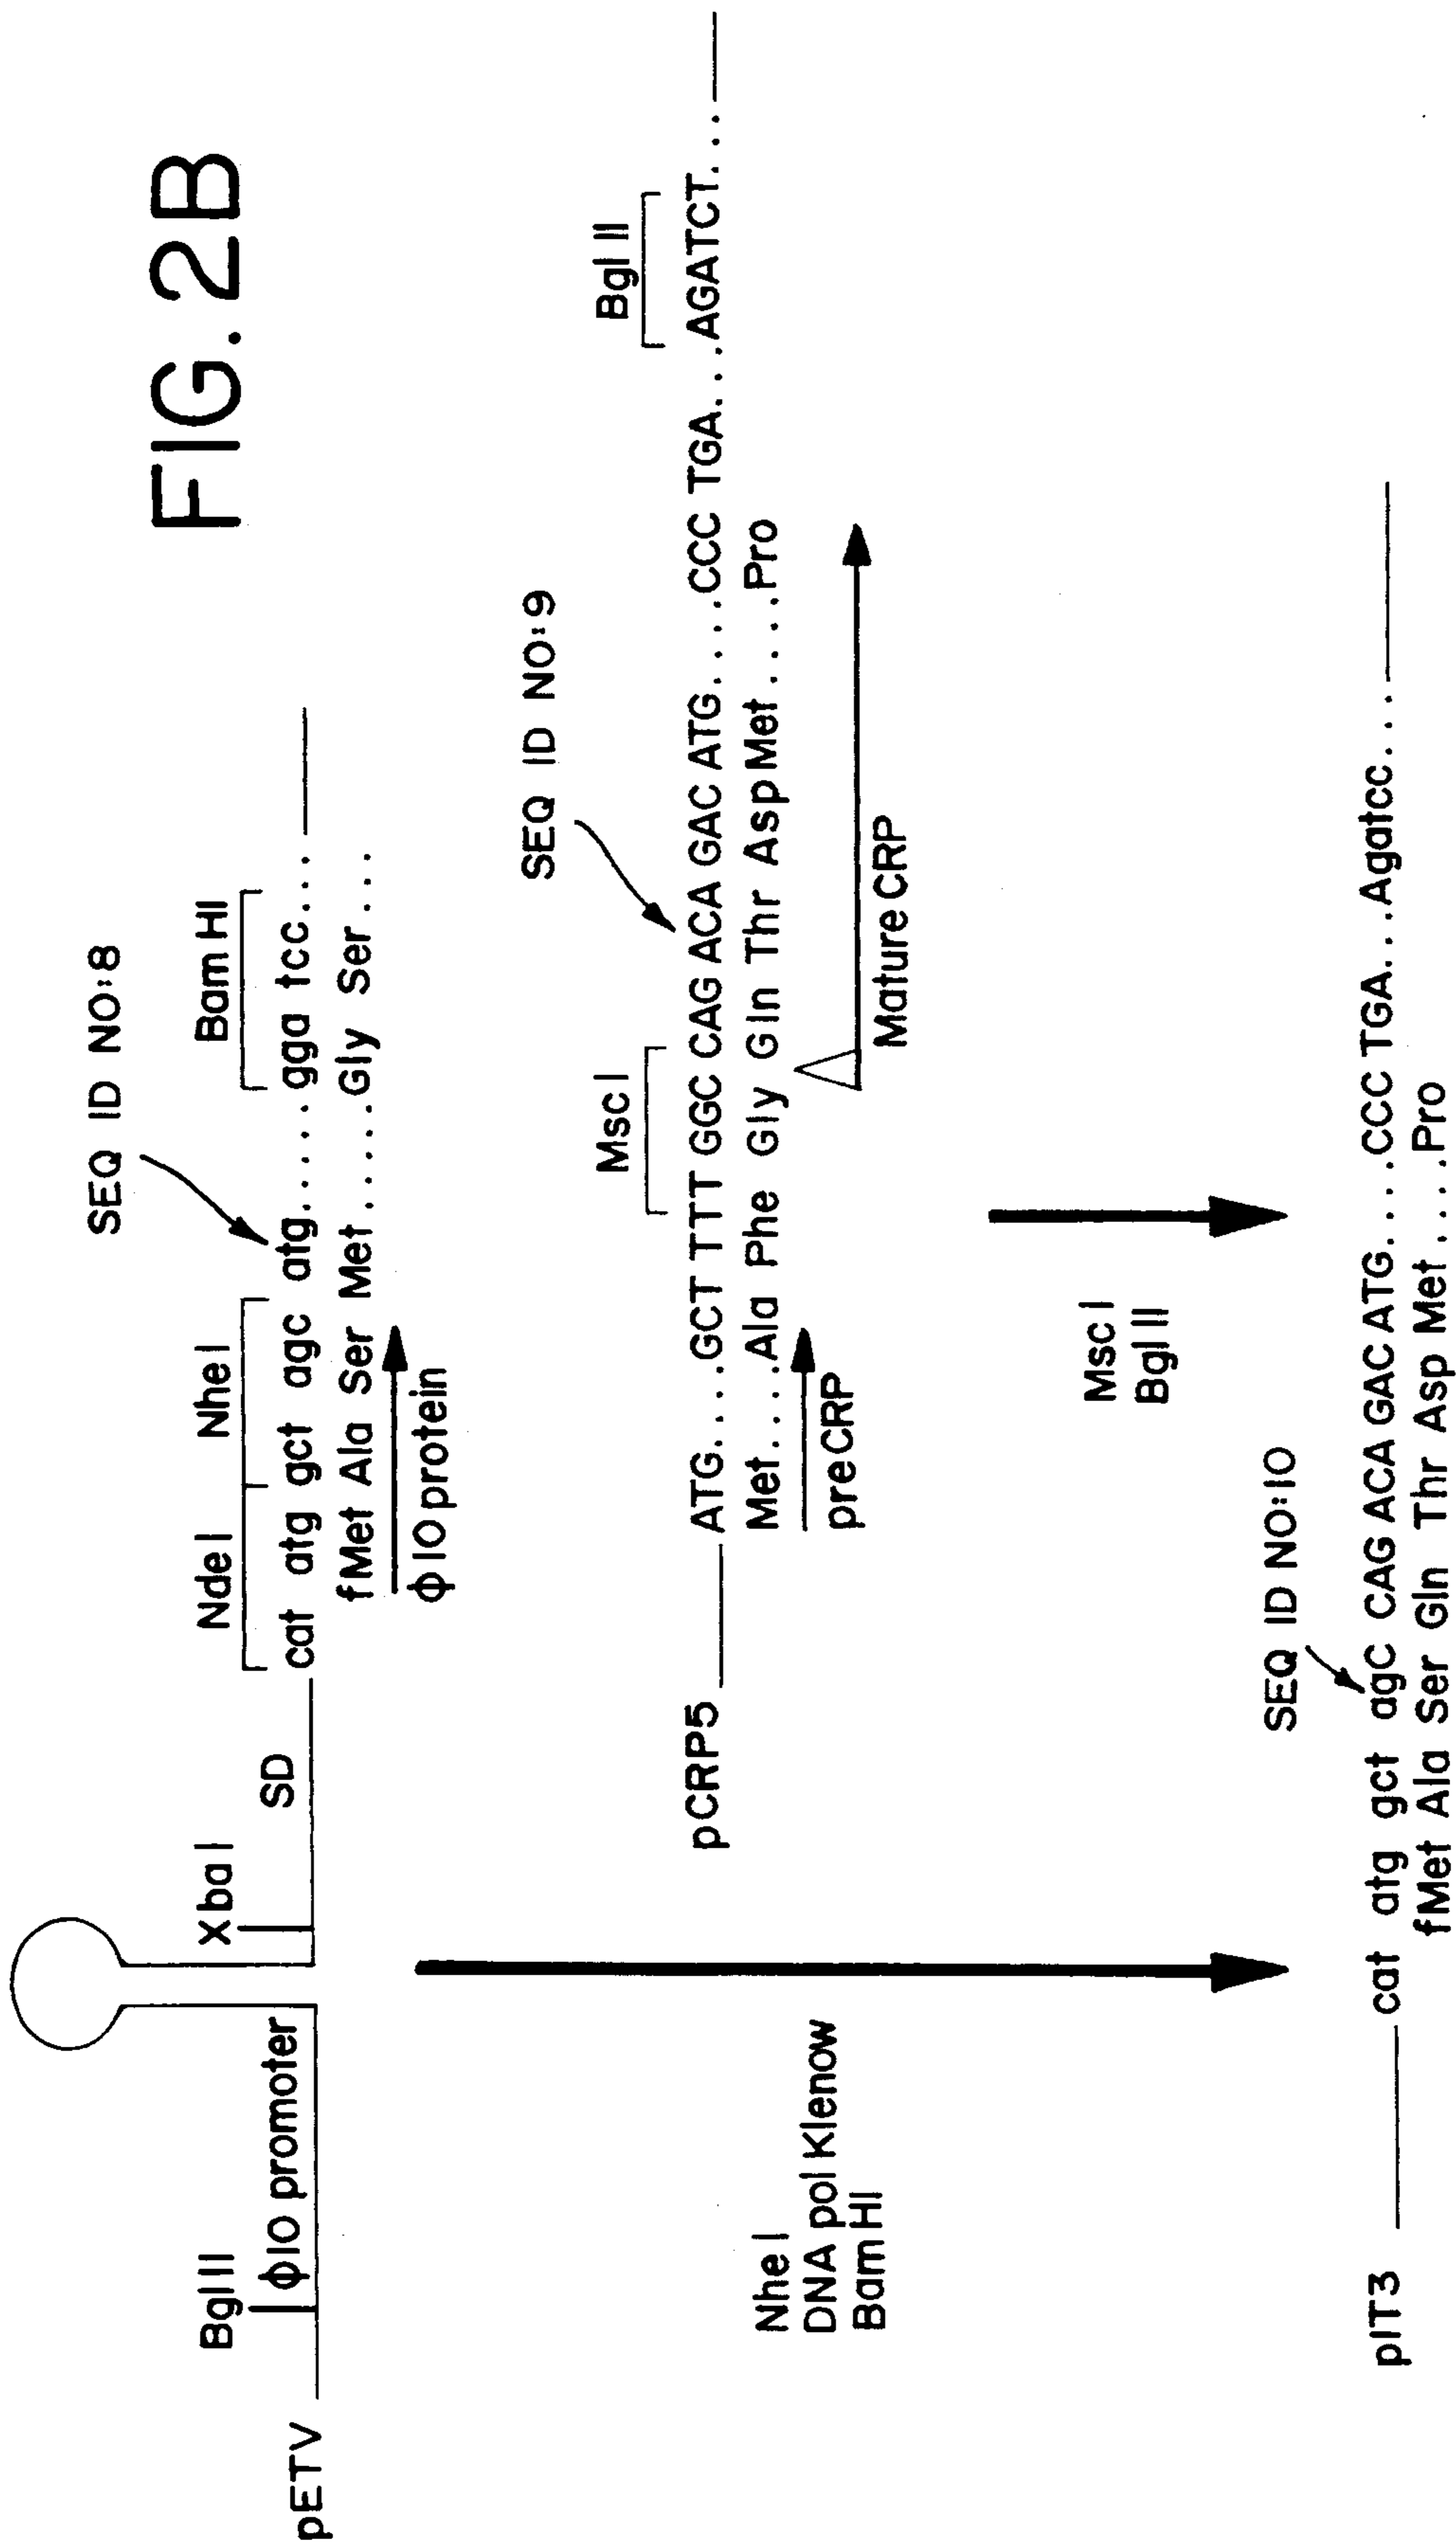 FIG. 2B
SEQ ID NO:8
Bgl II
Xba I
Nde I
Nhe I
Bam HI
ϕ10 promoter
SD
pETV
cat atg gct agc atg......gga tcc...
fMet Ala Ser Met.....Gly Ser...
ϕ10 protein
SEQ ID NO:9
Msc I
Bgl II
pCRP5
ATG....GCT TTT GGC CAG ACA GAC ATG....CCC TGA...AGATCT...
Met....Ala Phe Gly Gln Thr Asp Met....Pro
preCRP
Mature CRP
Nhe I
DNA pol Klenow
Bam HI
Msc I
Bgl II
SEQ ID NO:10
pIT3
cat atg gct agC CAG ACA GAC ATG....CCC TGA...Agatcc....
fMet Ala Ser Gln Thr Asp Met....Pro